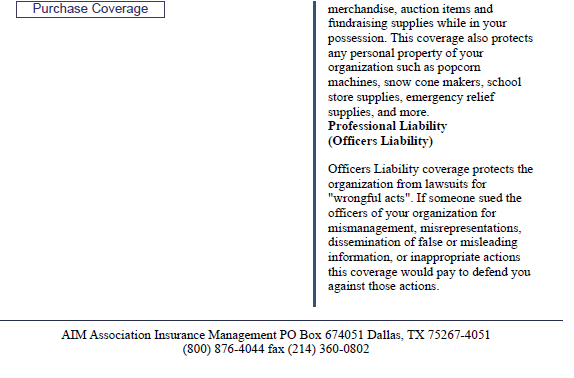 Purchase Coverage
merchandise, auction items and
fundraising supplies while in your
possession. This coverage also protects
any personal property of your
organization such as popcorn
machines, snow cone makers, school
store supplies, emergency relief
supplies, and more.
Professional Liability
(Officers Liability)
Officers Liability coverage protects the
organization from lawsuits for
"wrongful acts". If someone sued the
officers of your organization for
mismanagement, misrepresentations,
dissemination of false or misleading
information, or inappropriate actions
this coverage would pay to defend you
against those actions.
AIM Association Insurance Management PO Box 674051 Dallas, TX 75267-4051
(800) 876-4044 fax (214) 360-0802